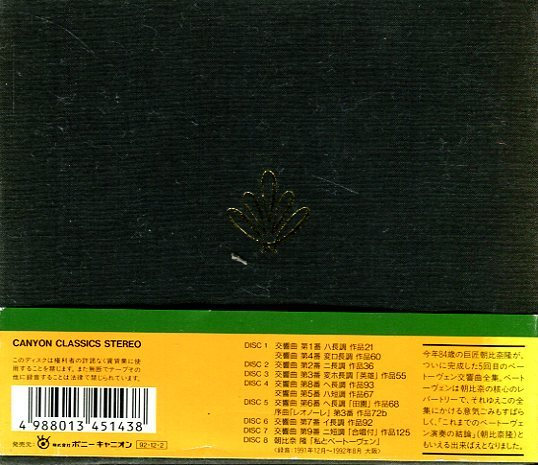 CANYON CLASSICS STEREO
このディスクは権利者の許諾なく賃貸業に使
用することを禁じます。また無断でテープその
他に録音することは法律で禁じられています。
4 988013 451438
発売元: 株式会社 ポニーキャニオン 92・12・2
DISC 1 交響曲 第1番 ハ長調 作品21
交響曲 第4番 変ロ長調 作品60
DISC 2 交響曲 第2番 ニ長調 作品36
DISC 3 交響曲 第3番 変ホ長調「英雄」作品55
DISC 4 交響曲 第8番 ヘ長調 作品93
交響曲 第5番 ハ短調 作品67
DISC 5 交響曲 第6番 ヘ長調「田園」作品68
序曲「レオノーレ」第3番 作品72b
DISC 6 交響曲 第7番 イ長調 作品92
DISC 7 交響曲 第9番 ニ短調「合唱付」作品125
DISC 8 朝比奈 隆「私とベートーヴェン」
(録音:1991年12月〜1992年8月 大阪)
今年84歳の巨匠朝比奈隆が、
ついに完成した5回目のベー
トーヴェン交響曲全集。ベート
ーヴェンは朝比奈の核心的レ
パートリーで、それゆえこの全
集にかける意気ごみもすばら
しく、「これまでのベートーヴェ
ン演奏の結論」(朝比奈隆)と
もいえる出来ばえとなりました。